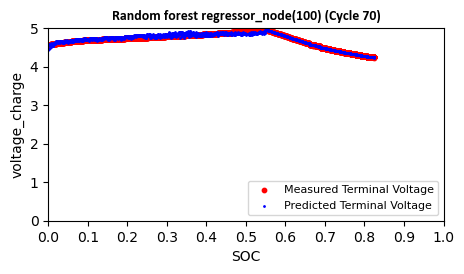 Random forest regressor_node(100) (Cycle 70)
5
4
3
2
1
0
voltage_charge
Measured Terminal Voltage
Predicted Terminal Voltage
0.0 0.1 0.2 0.3 0.4 0.5 0.6 0.7 0.8 0.9 1.0
SOC